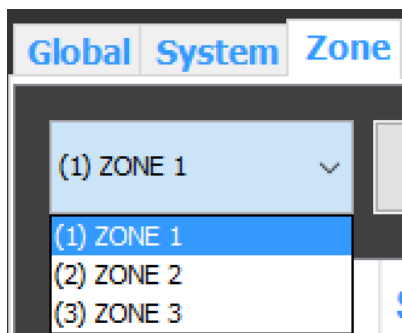 Global System Zone
(1) ZONE 1
(1) ZONE 1
(2) ZONE 2
(3) ZONE 3